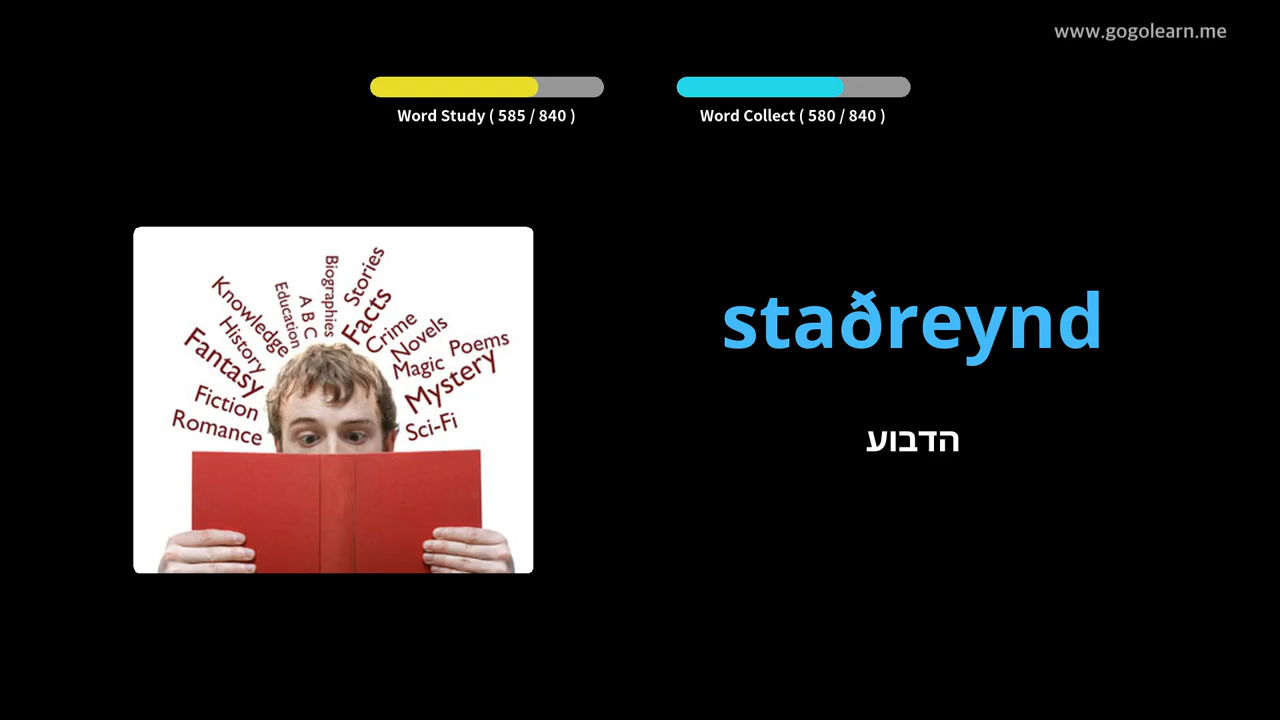 www.gogolearn.me
Word Study ( 585 / 840 )
Word Collect ( 580 / 840 )
Biographies
Stories
Education
A B C
Facts
Knowledge
Crime
History
Novels
Fantasy
Magic
Poems
Mystery
Fiction
Romance
Sci-Fi
staðreynd
הדבוע